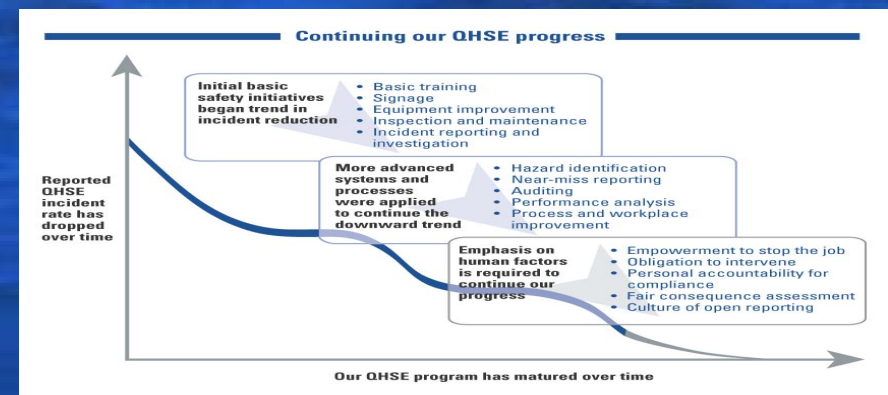 Continuing our QHSE progress
Initial basic
safety initiatives
began trend in
incident reduction
• Basic training
• Signage
• Equipment improvement
• Inspection and maintenance
• Incident reporting and
investigation
More advanced
systems and
processes
were applied
to continue the
downward trend
• Hazard identification
• Near-miss reporting
• Auditing
• Performance analysis
• Process and workplace
improvement
Reported
QHSE
incident
rate has
dropped
over time
Emphasis on
human factors
is required to
continue our
progress
• Empowerment to stop the job
• Obligation to intervene
• Personal accountability for
compliance
• Fair consequence assessment
• Culture of open reporting
Our QHSE program has matured over time